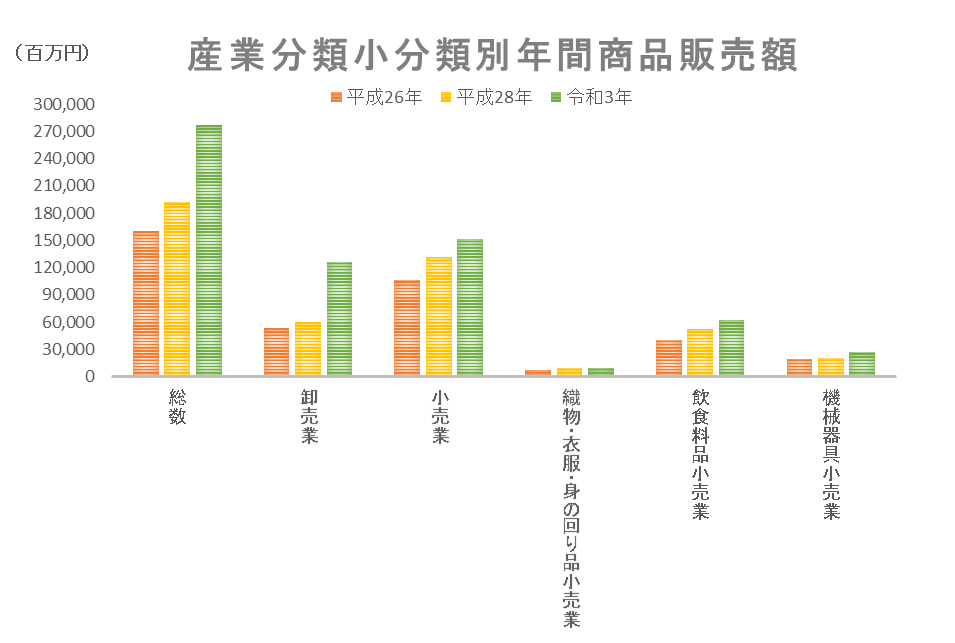 （百万円）
産業分類小分類別年間商品販売額
平成26年 平成28年 令和3年
300,000
270,000
240,000
210,000
180,000
150,000
120,000
90,000
60,000
30,000
0
総数
卸売業
小売業
織物・衣服・身の回り品小売業
飲食料品小売業
機械器具小売業